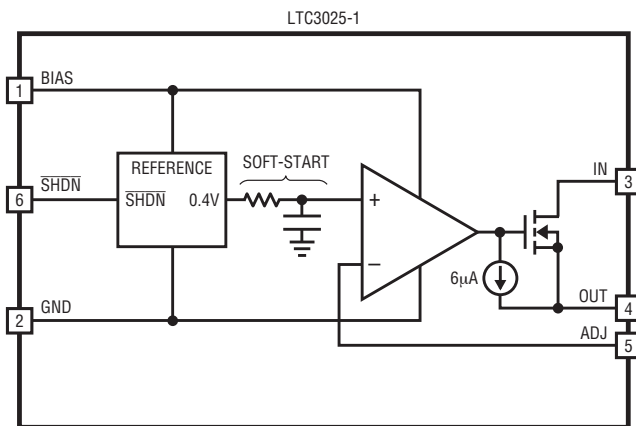 LTC3025-1
1 BIAS
REFERENCE
SOFT-START
IN 3
6 SHDN
SHDN 0.4V
+
–
6μA
2 GND
OUT 4
ADJ 5